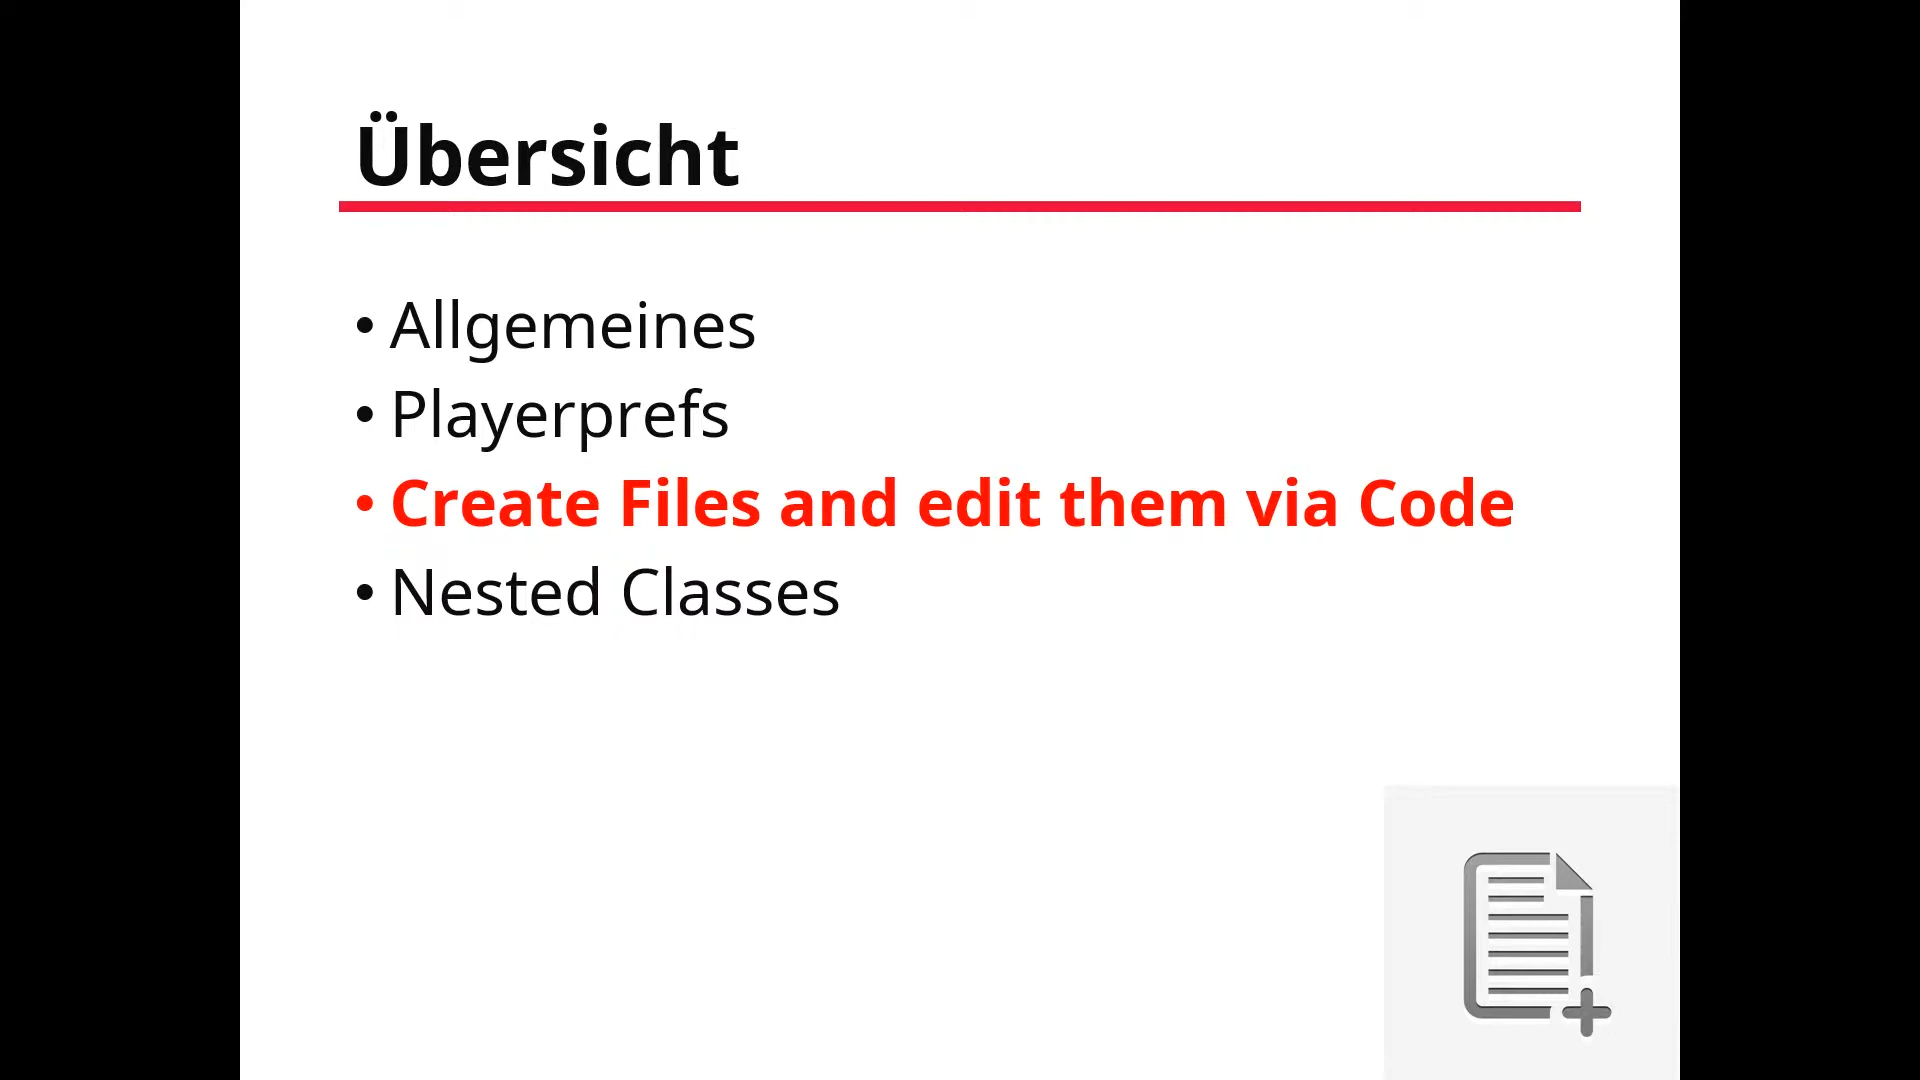 Übersicht
• Allgemeines
• Playerprefs
• Create Files and edit them via Code
• Nested Classes